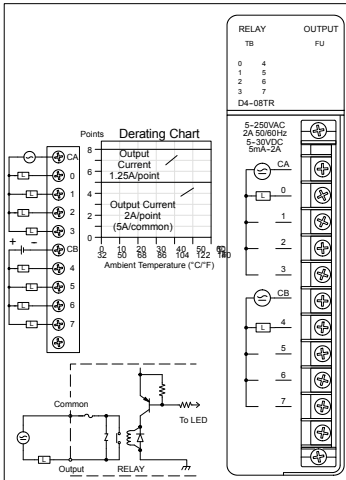 RELAY OUTPUT
TB FU
0 4
1 5
2 6
3 7
D4-08TR
5-250VAC
2A 50/60Hz
5-30VDC
5mA-2A
CA
L
0
1
2
3
CB
L
4
5
6
7
Points
Derating Chart
8
6
4
2
0
Output
Current
1.25A/point
Output Current
2A/point
(5A/common)
0 10 20 30 40 50 60
32 50 68 86 104 122 140
Ambient Temperature (°C/°F)
CA
L 0
L 1
L 2
L 3
+ − CB
L 4
L 5
L 6
L 7
Common
To LED
L
Output
RELAY